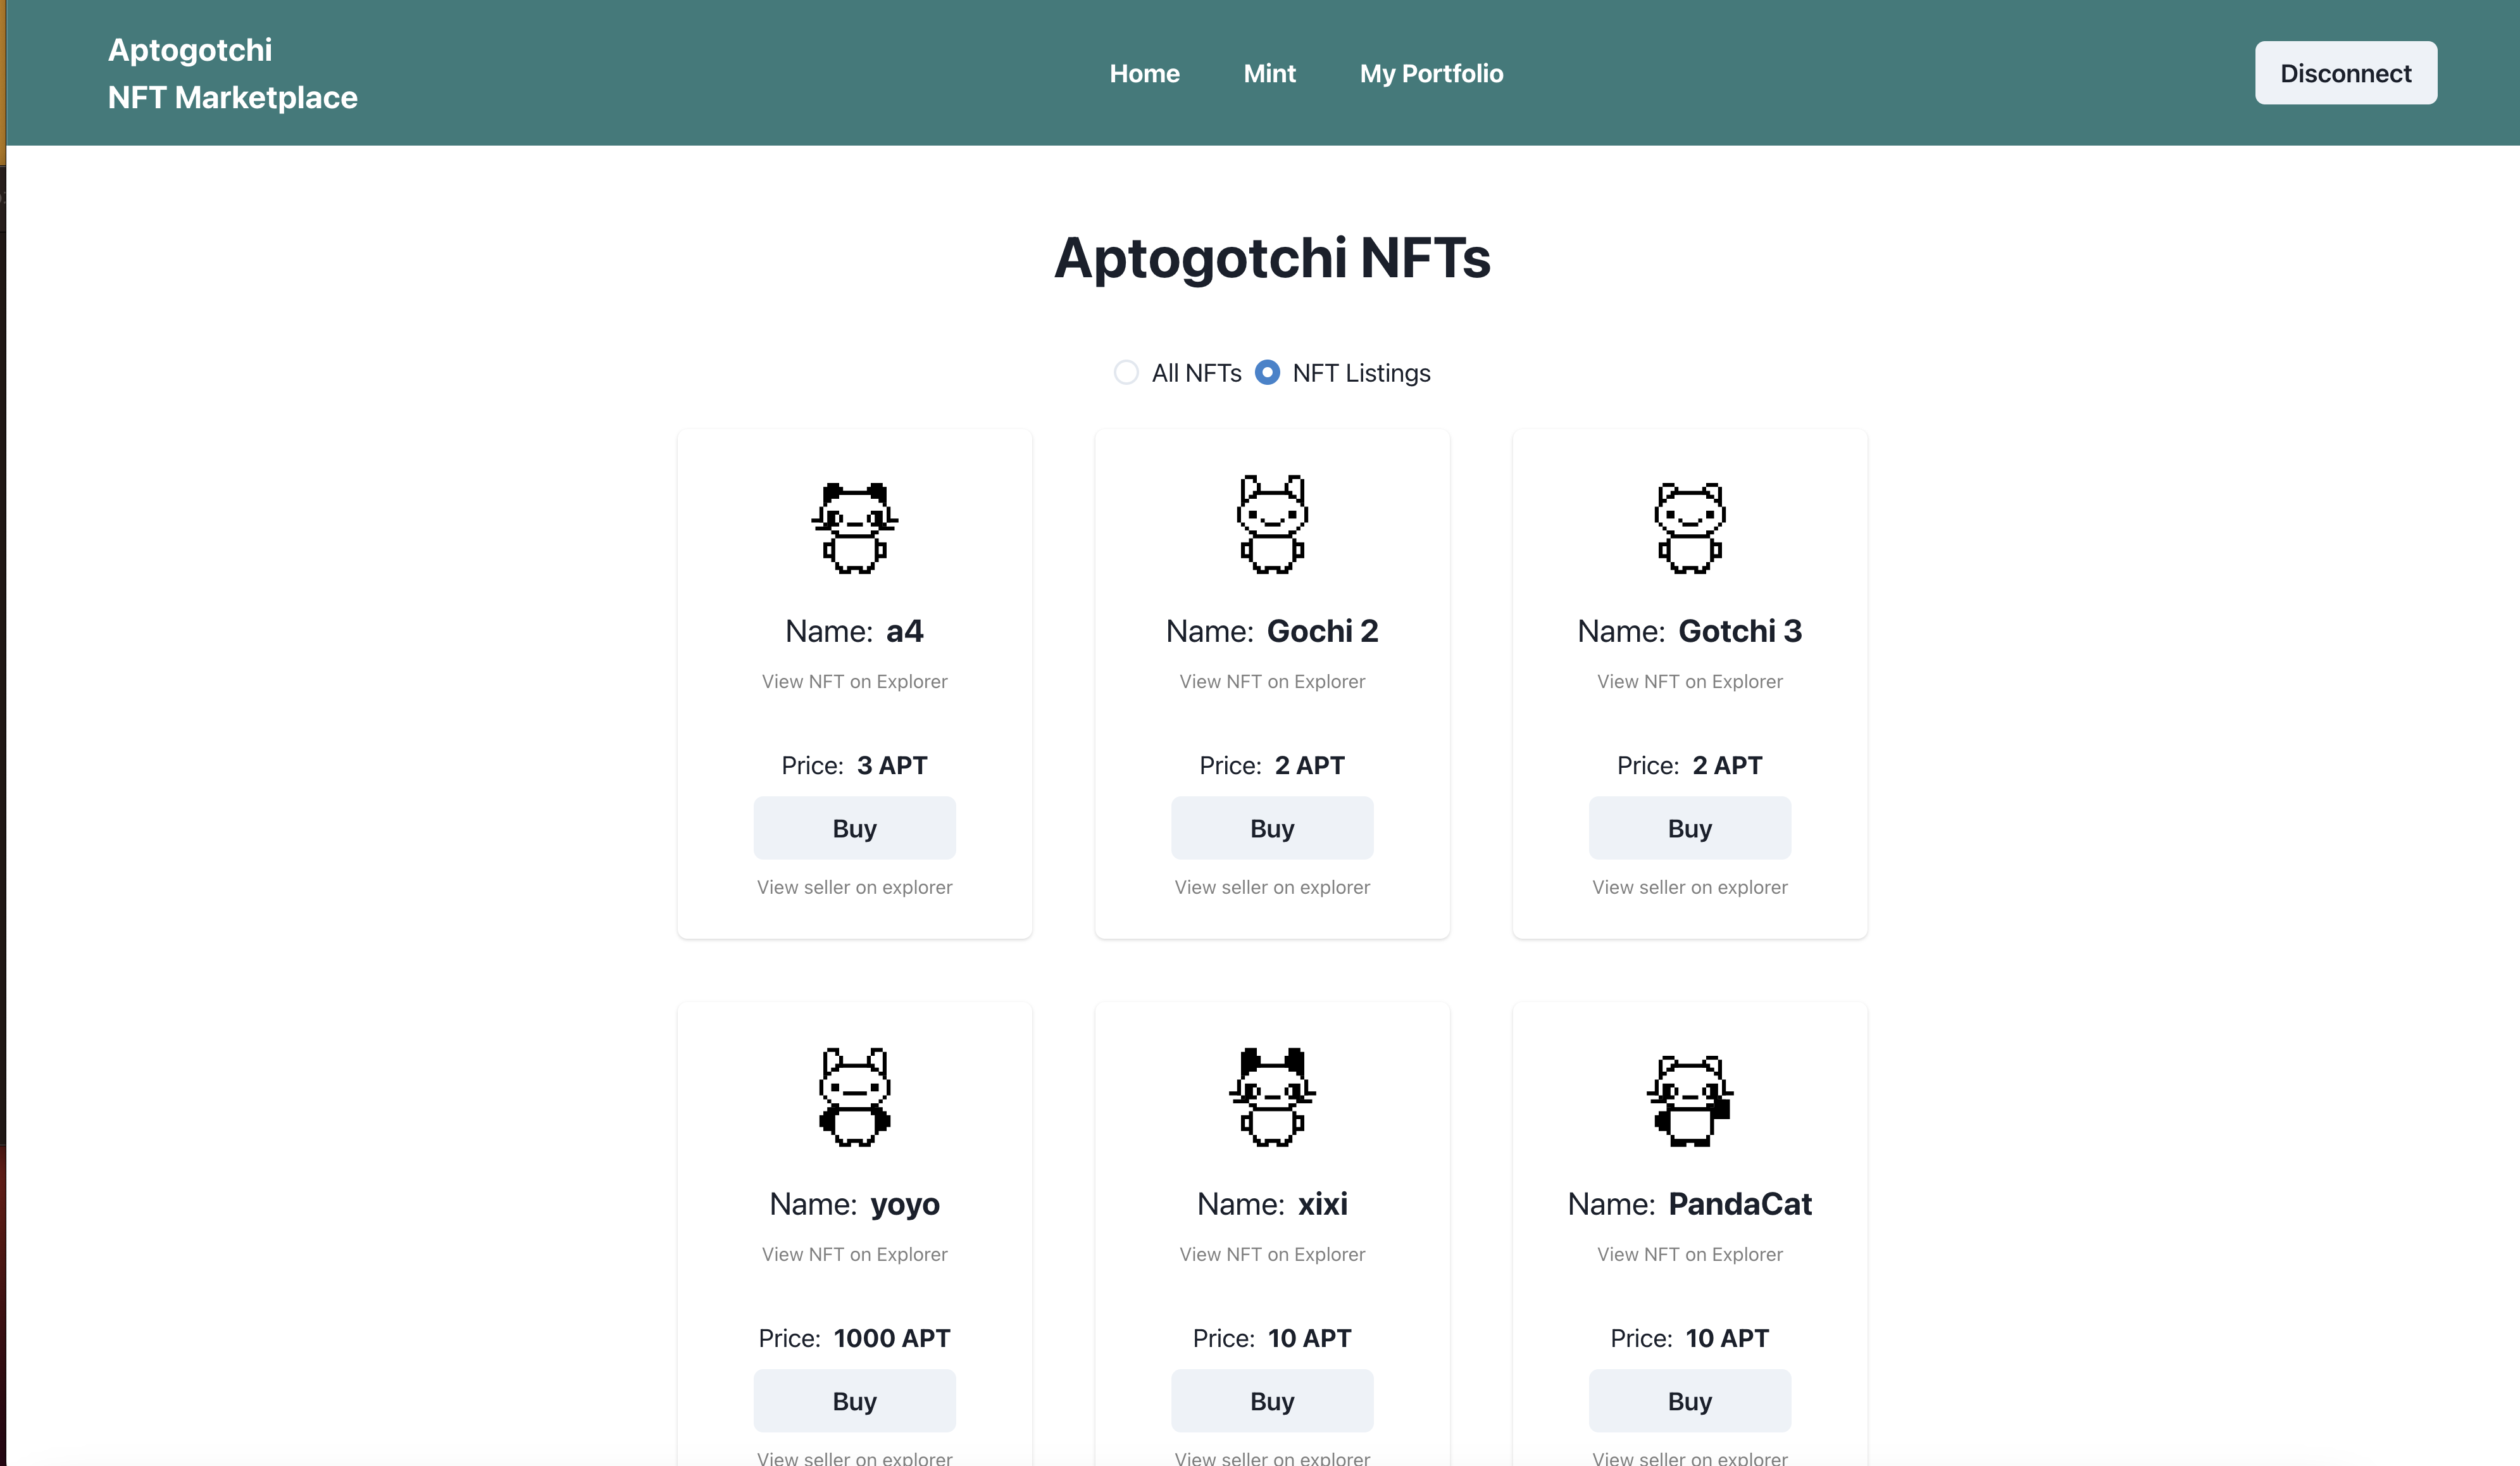 Aptogotchi
NFT Marketplace
Home Mint My Portfolio
Disconnect
Aptogotchi NFTs
All NFTs NFT Listings
Name: a4
View NFT on Explorer
Price: 3 APT
Buy
View seller on explorer
Name: Gochi 2
View NFT on Explorer
Price: 2 APT
Buy
View seller on explorer
Name: Gotchi 3
View NFT on Explorer
Price: 2 APT
Buy
View seller on explorer
Name: yoyo
View NFT on Explorer
Price: 1000 APT
Buy
View seller on explorer
Name: xixi
View NFT on Explorer
Price: 10 APT
Buy
View seller on explorer
Name: PandaCat
View NFT on Explorer
Price: 10 APT
Buy
View seller on explorer